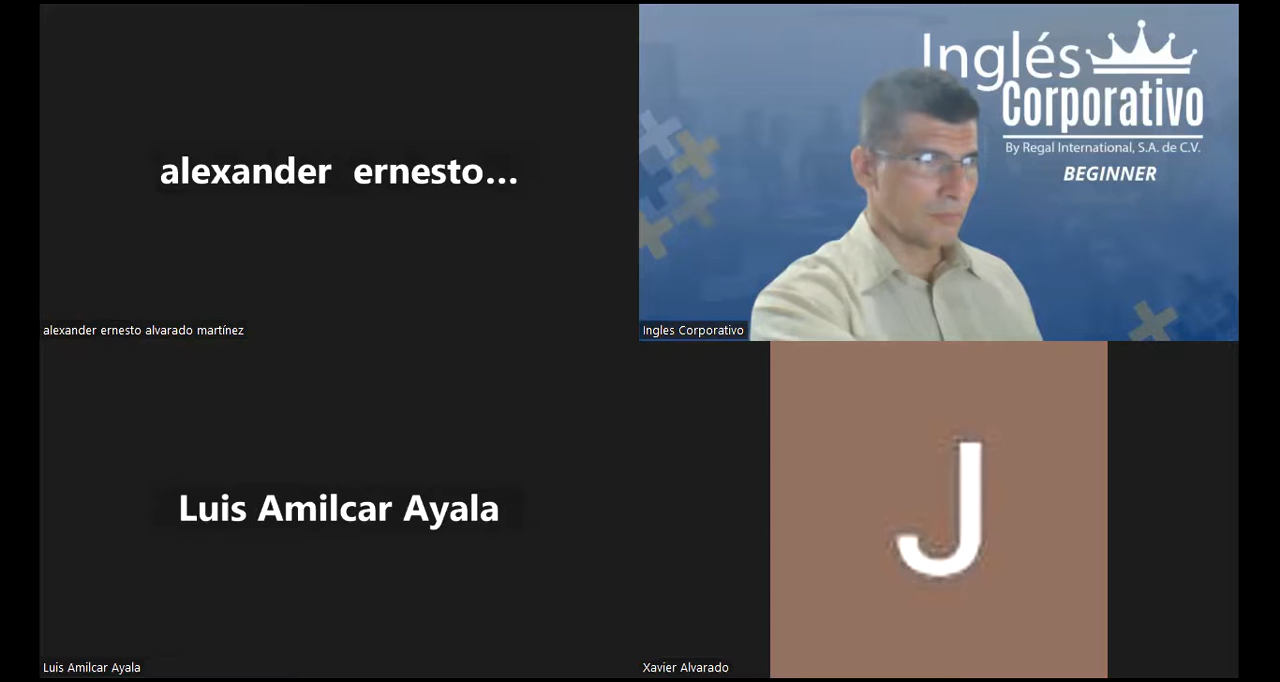 alexander ernesto...
alexander ernesto alvarado martínez
Inglés
Corporativo
By Regal International, S.A. de C.V.
BEGINNER
Ingles Corporativo
Luis Amilcar Ayala
Luis Amilcar Ayala
J
Xavier Alvarado